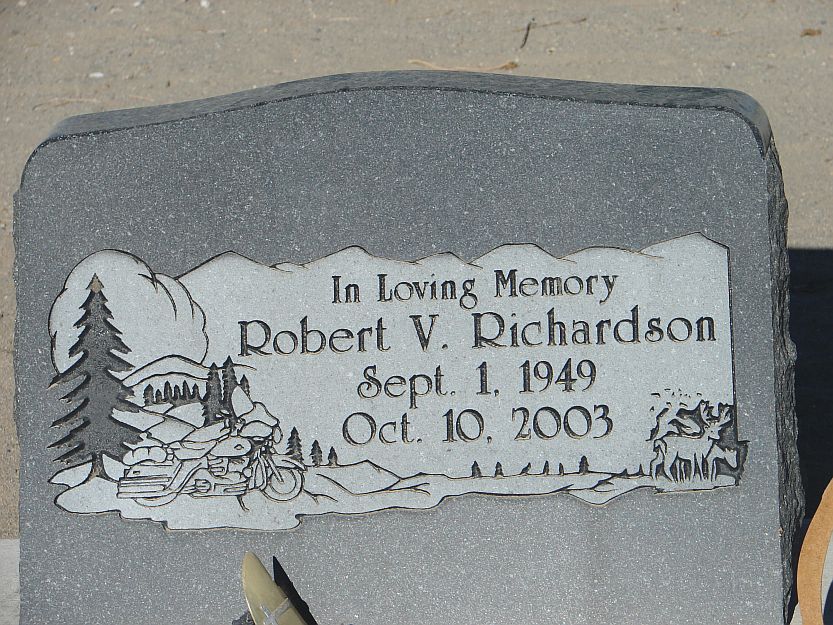 In Loving Memory
Robert V. Richardson
Sept. 1, 1949
Oct. 10, 2003